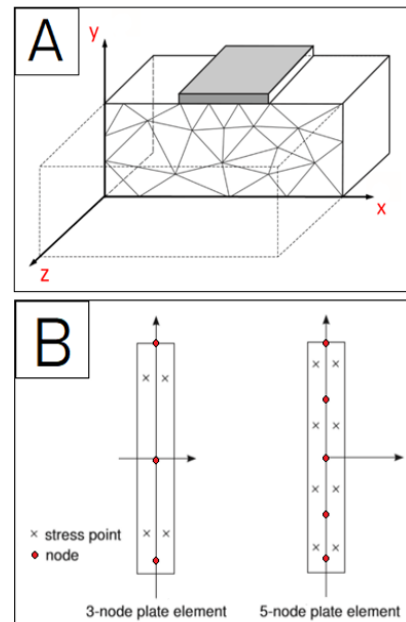 A
y
x
z
B
× stress point
node
3-node plate element
5-node plate element